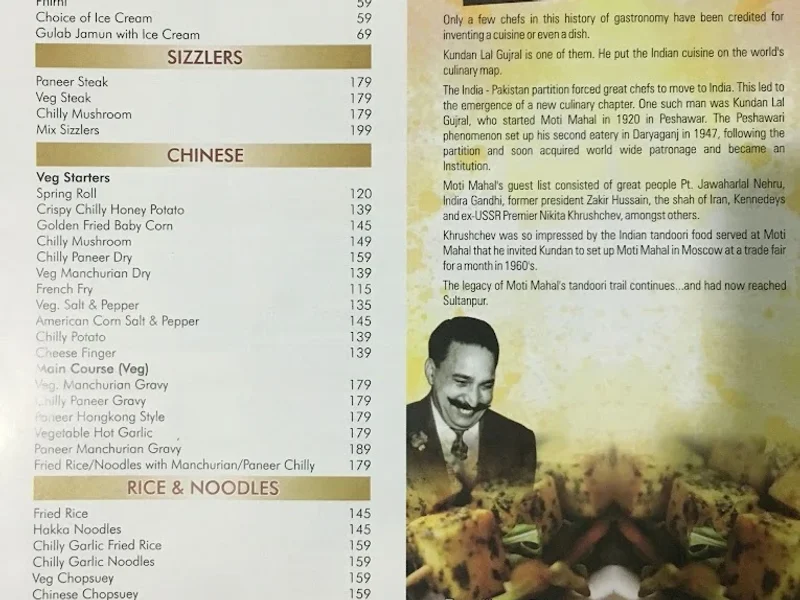 Phirni 59
Choice of Ice Cream 59
Gulab Jamun with Ice Cream 69
SIZZLERS
Paneer Steak 179
Veg Steak 179
Chilly Mushroom 179
Mix Sizzlers 199
CHINESE
Veg Starters
Spring Roll 120
Crispy Chilly Honey Potato 139
Golden Fried Baby Corn 145
Chilly Mushroom 149
Chilly Paneer Dry 159
Veg Manchurian Dry 139
French Fry 115
Veg. Salt & Pepper 135
American Corn Salt & Pepper 145
Chilly Potato 139
Cheese Finger 139
Main Course (Veg)
Veg. Manchurian Gravy 179
Chilly Paneer Gravy 179
Paneer Hongkong Style 179
Vegetable Hot Garlic 179
Paneer Manchurian Gravy 189
Fried Rice/Noodles with Manchurian/Paneer Chilly 179
RICE & NOODLES
Fried Rice 145
Hakka Noodles 145
Chilly Garlic Fried Rice 159
Chilly Garlic Noodles 159
Veg Chopsuey 159
Chinese Chopsuey 159
Only a few chefs in this history of gastronomy have been credited for
inventing a cuisine or even a dish.
Kundan Lal Gujral is one of them. He put the Indian cuisine on the world's
culinary map.
The India - Pakistan partition forced great chefs to move to India. This led to
the emergence of a new culinary chapter. One such man was Kundan Lal
Gujral, who started Moti Mahal in 1920 in Peshawar. The Peshawari
phenomenon set up his second eatery in Daryaganj in 1947, following the
partition and soon acquired world wide patronage and became an
Institution.
Moti Mahal's guest list consisted of great people Pt. Jawaharlal Nehru,
Indira Gandhi, former president Zakir Hussain, the shah of Iran, Kennedeys
and ex-USSR Premier Nikita Khrushchev, amongst others.
Khrushchev was so impressed by the Indian tandoori food served at Moti
Mahal that he invited Kundan to set up Moti Mahal in Moscow at a trade fair
for a month in 1960's.
The legacy of Moti Mahal's tandoori trail continues...and had now reached
Sultanpur.